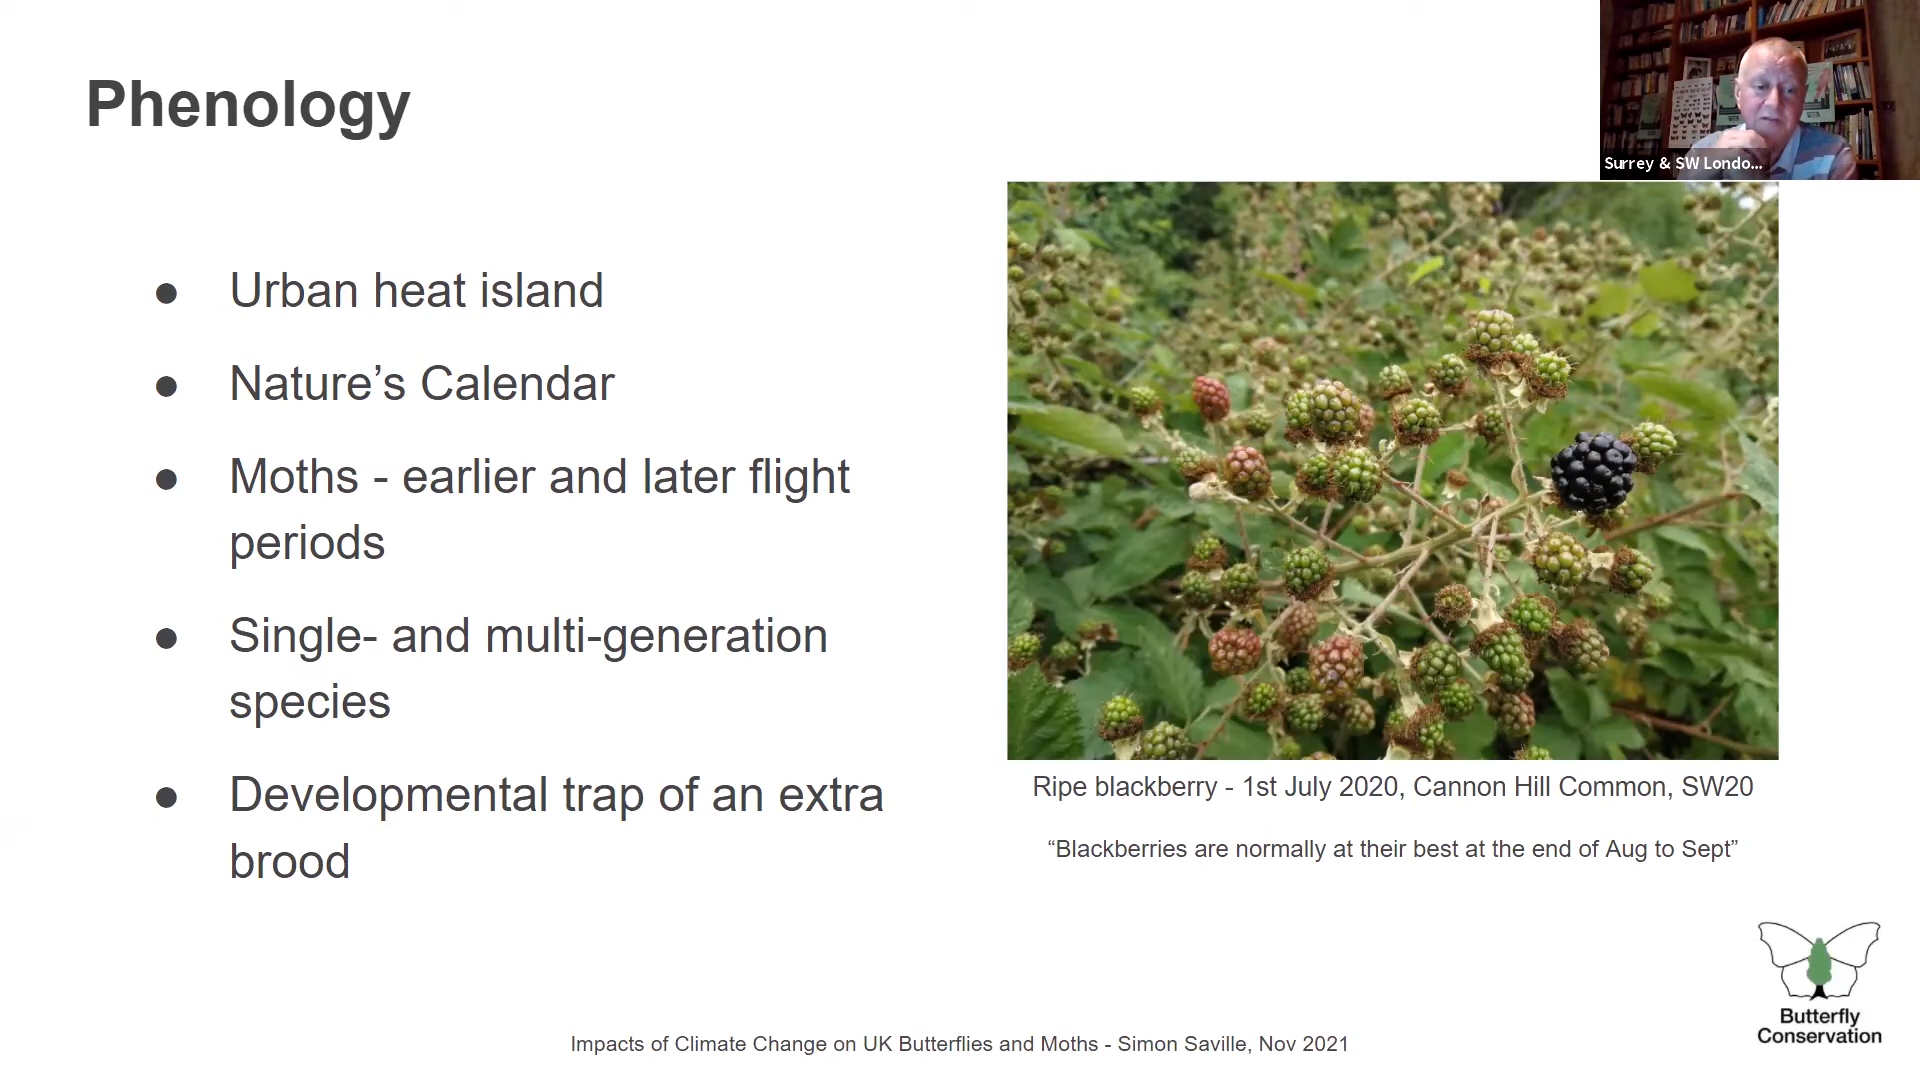 Phenology
Surrey & SW Londo...
● Urban heat island
● Nature’s Calendar
● Moths - earlier and later flight
periods
● Single- and multi-generation
species
● Developmental trap of an extra
brood
Ripe blackberry - 1st July 2020, Cannon Hill Common, SW20
“Blackberries are normally at their best at the end of Aug to Sept”
Butterfly
Conservation
Impacts of Climate Change on UK Butterflies and Moths - Simon Saville, Nov 2021